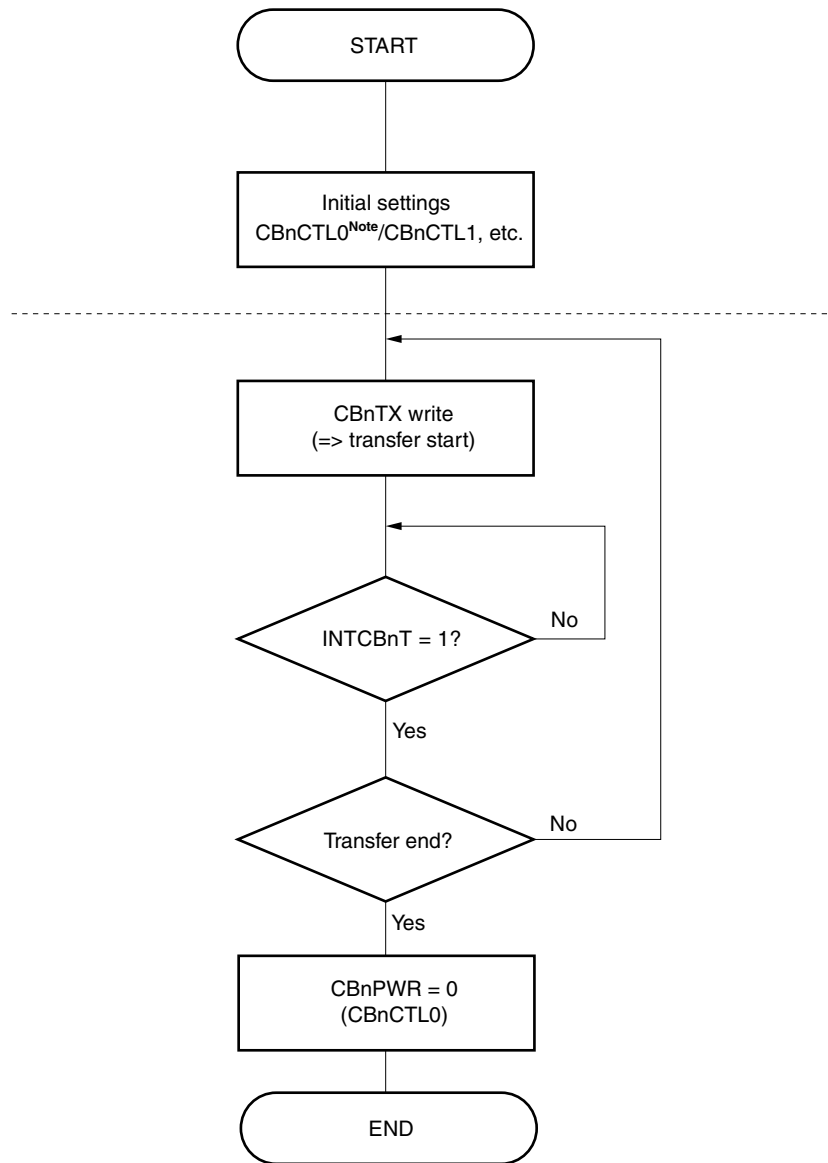 START
Initial settings
CBnCTL0Note/CBnCTL1, etc.
CBnTX write
(=> transfer start)
INTCBnT = 1?
No
Yes
Transfer end?
No
Yes
CBnPWR = 0
(CBnCTL0)
END